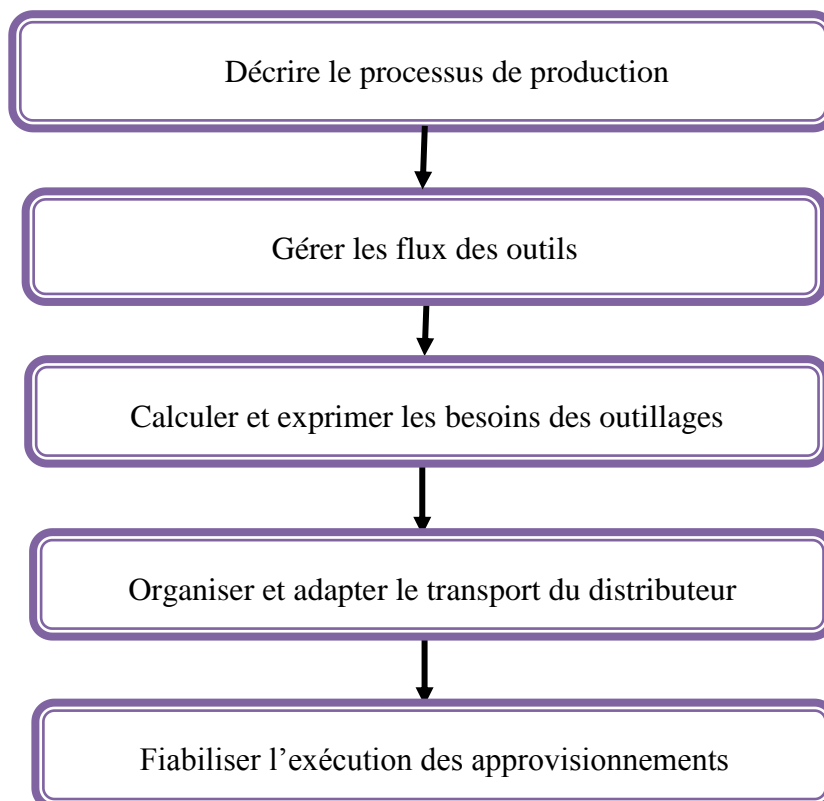 Décrire le processus de production
Gérer les flux des outils
Calculer et exprimer les besoins des outillages
Organiser et adapter le transport du distributeur
Fiabiliser l’exécution des approvisionnements